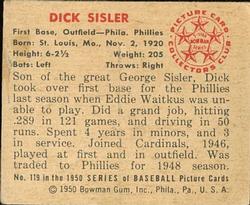 DICK SISLER
First Base, Outfield—Phila. Phillies
Born: St. Louis, Mo., Nov. 2, 1920
Height: 6-2½ Weight: 205
Bats: Left Throws: Right
PICTURE CARD
COLLECTORS CLUB
BOWMAN
Son of the great George Sisler, Dick
took over first base for the Phillies
last season when Eddie Waitkus was
unable to play. Did a grand job, hitting
.289 in 121 games, and driving in 50
runs. Spent 4 years in minors, and 3
in service. Joined Cardinals, 1946,
played at first and in outfield. Was
traded to Phillies for 1948 season.
No. 119 in the 1950 SERIES OF BASEBALL Picture Cards
© 1950 Bowman Gum, Inc., Phila., Pa., U. S. A.